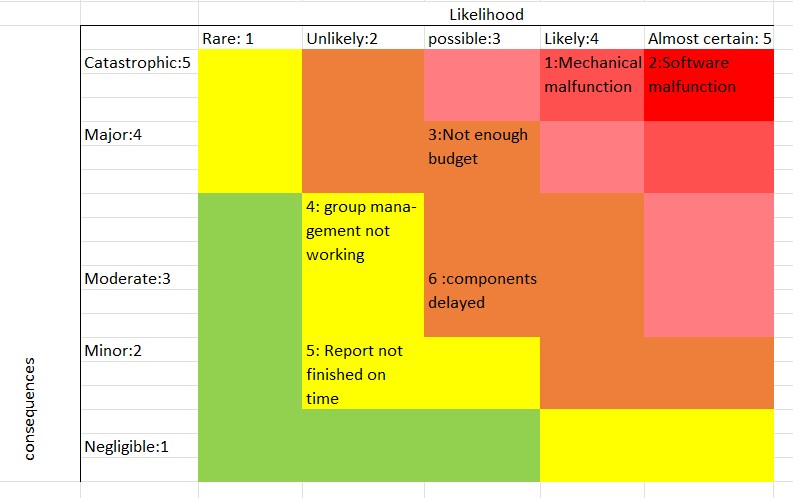 Likelihood
Rare: 1
Unlikely:2
possible:3
Likely:4
Almost certain: 5
Catastrophic:5
1:Mechanical
malfunction
2:Software
malfunction
Major:4
3:Not enough
budget
4: group mana-
gement not
working
Moderate:3
6 :components
delayed
Minor:2
5: Report not
finished on
time
consequences
Negligible:1